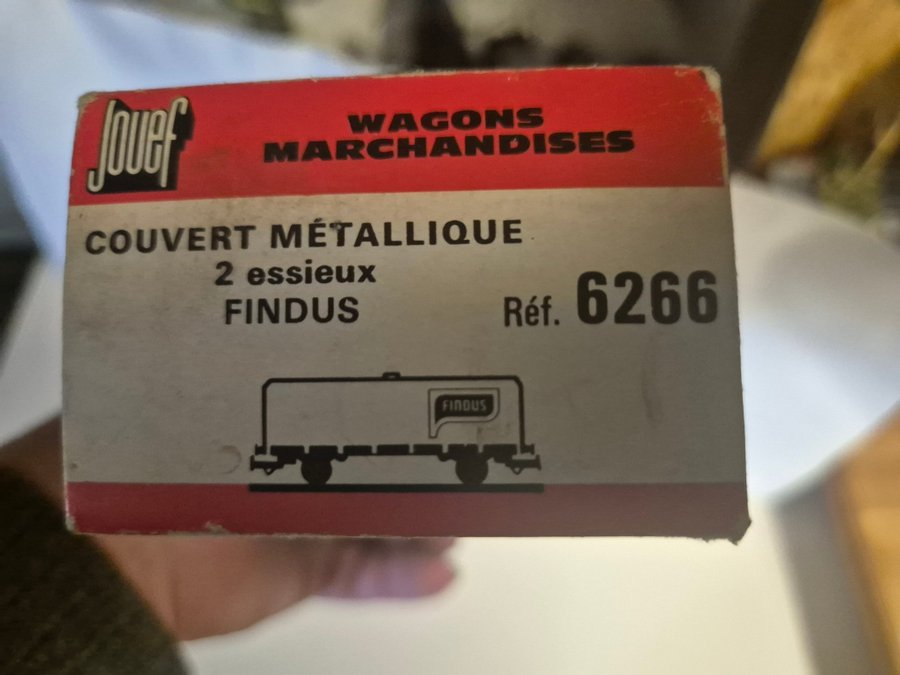 Jouef
WAGONS
MARCHANDISES
COUVERT MÉTALLIQUE
2 essieux
FINDUS
Réf. 6266
FINDUS